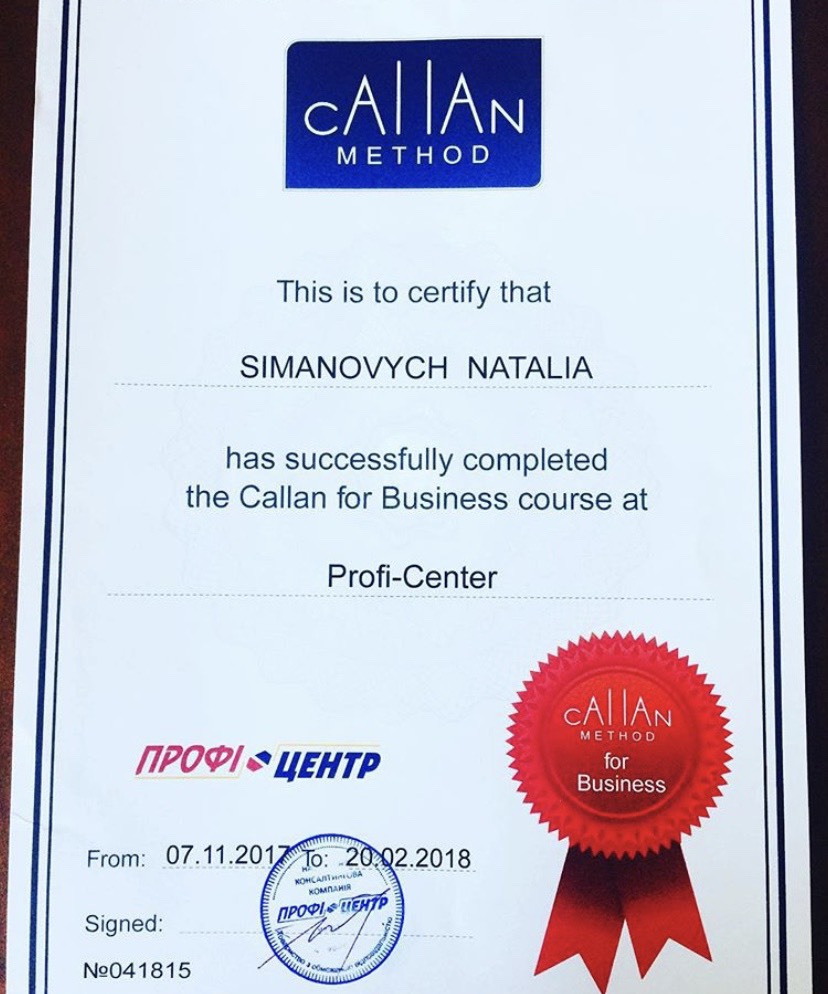 CALLAN
METHOD
This is to certify that
SIMANOVYCH NATALIA
has successfully completed
the Callan for Business course at
Profi-Center
CALLAN
METHOD
for
Business
ПРОФІ ЦЕНТР
From: 07.11.2017 To: 20.02.2018
КОНСАЛТИНГОВА
КОМПАНІЯ
ПРОФІ ЦЕНТР
Signed:
№041815